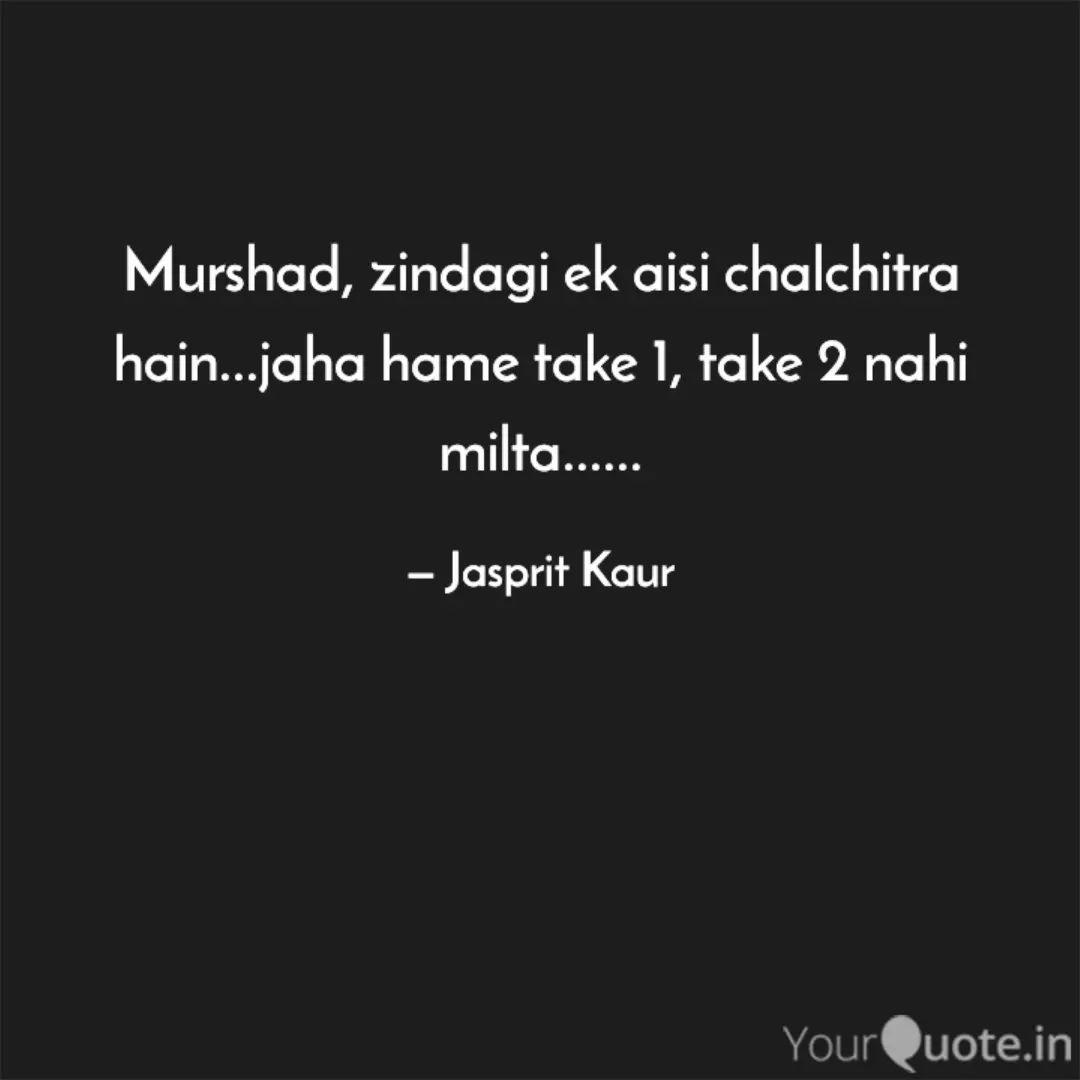 Murshad, zindagi ek aisi chalchitra
hain...jaha hame take 1, take 2 nahi
milta......
– Jasprit Kaur
YourQuote.in